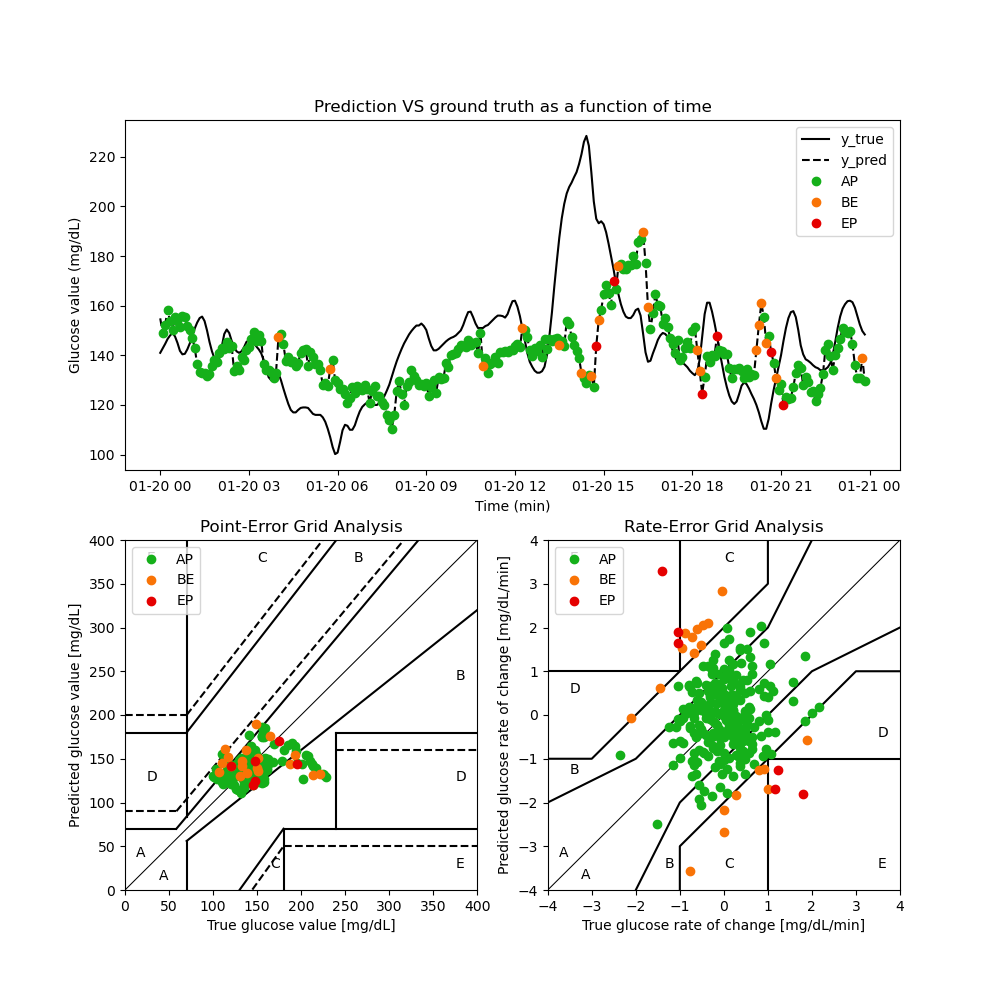 Prediction VS ground truth as a function of time
Glucose value (mg/dL)
220
200
180
160
140
120
100
y_true
y_pred
AP
BE
EP
01-20 00
01-20 03
01-20 06
01-20 09
01-20 12
01-20 15
01-20 18
01-20 21
01-21 00
Time (min)
Point-Error Grid Analysis
Predicted glucose value [mg/dL]
400
350
300
250
200
150
100
50
0
AP
BE
EP
C
B
B
D
D
A
A
C
E
0
50
100
150
200
250
300
350
400
True glucose value [mg/dL]
Rate-Error Grid Analysis
Predicted glucose rate of change [mg/dL/min]
4
3
2
1
0
−1
−2
−3
−4
AP
BE
EP
C
D
D
B
A
A
B
C
E
−4
−3
−2
−1
0
1
2
3
4
True glucose rate of change [mg/dL/min]